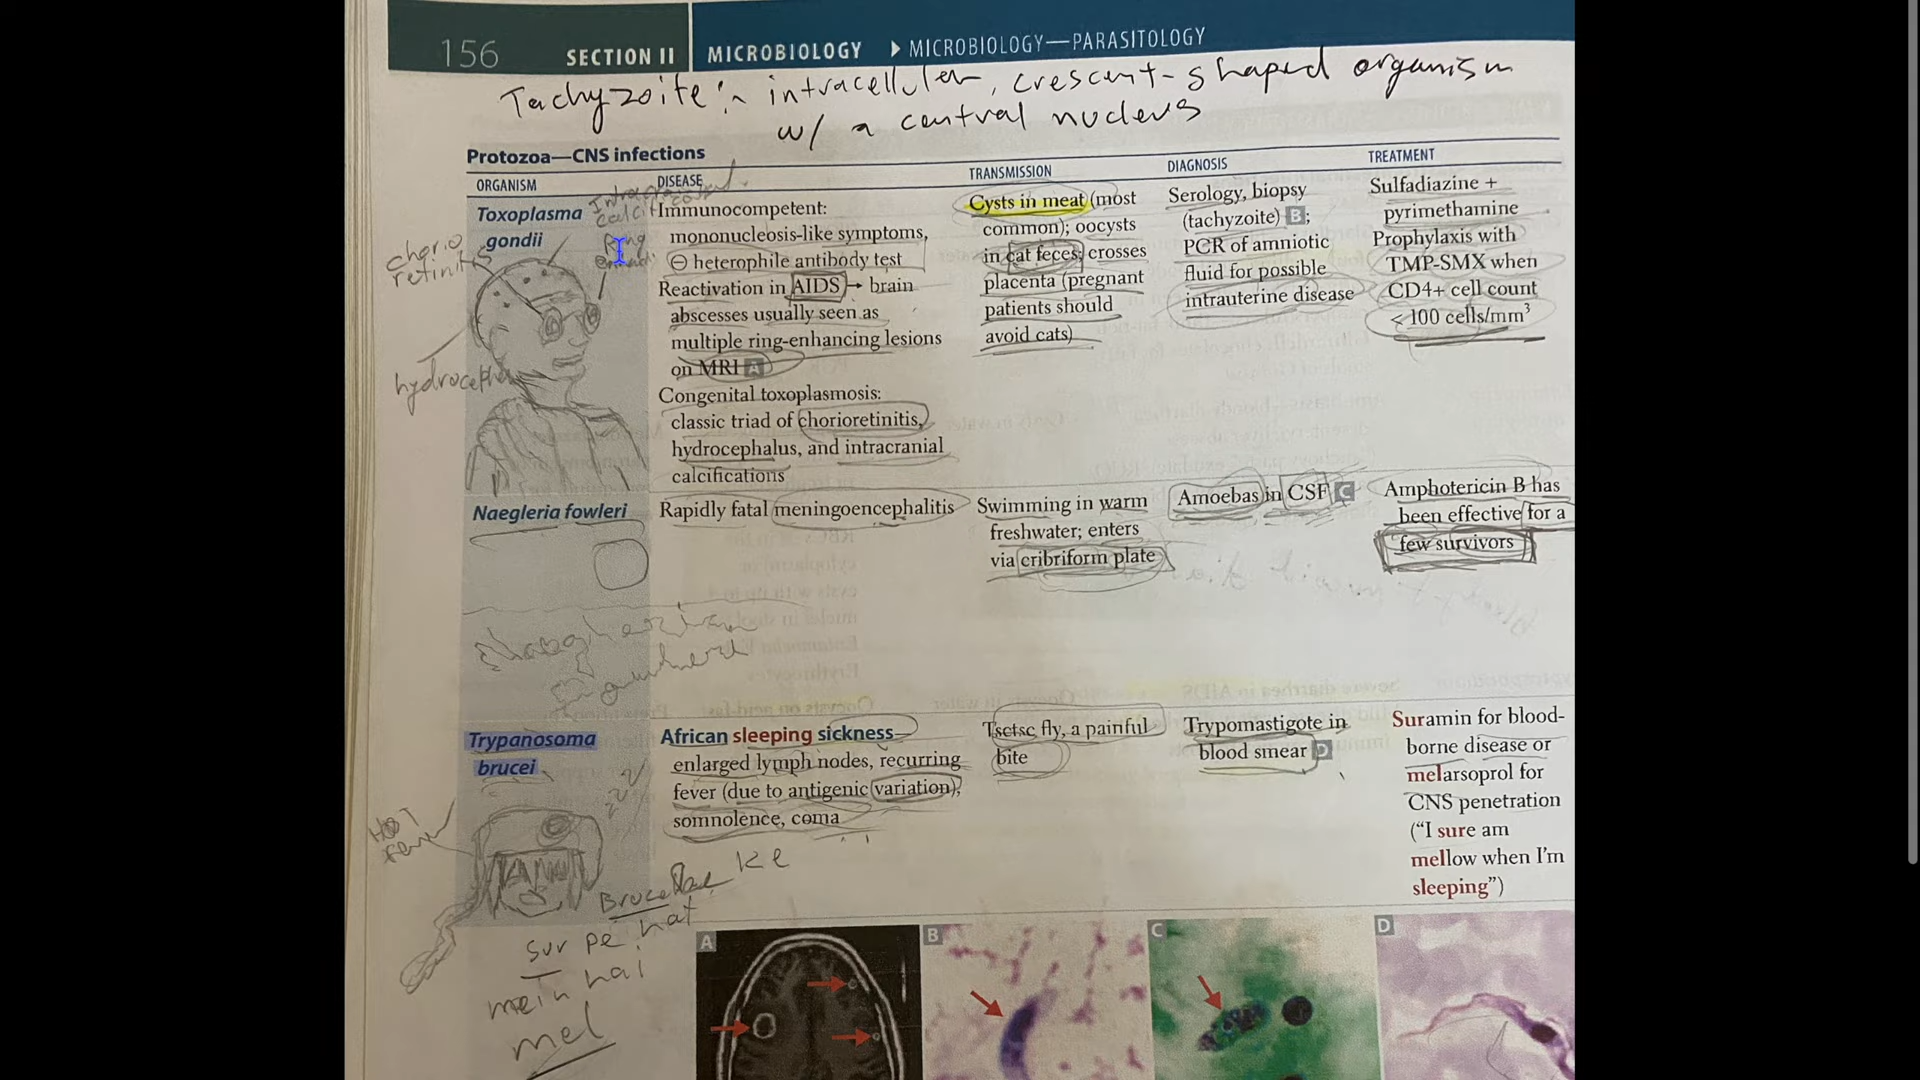 156 SECTION II MICROBIOLOGY ▶ MICROBIOLOGY—PARASITOLOGY
Tachyzoite :- intracellular, crescent-shaped organism
w/ a central nucleus
Protozoa—CNS infections
ORGANISM
DISEASE
TRANSMISSION
DIAGNOSIS
TREATMENT
Toxoplasma
gondii
chorio
retinitis
Immunocompetent:
mononucleosis-like symptoms,
⊖ heterophile antibody test
Reactivation in AIDS → brain
abscesses usually seen as
multiple ring-enhancing lesions
on MRI A
Congenital toxoplasmosis:
classic triad of chorioretinitis,
hydrocephalus, and intracranial
calcifications
Cysts in meat (most
common); oocysts
in cat feces; crosses
placenta (pregnant
patients should
avoid cats)
Serology, biopsy
(tachyzoite) B;
PCR of amniotic
fluid for possible
intrauterine disease
Sulfadiazine +
pyrimethamine
Prophylaxis with
TMP-SMX when
CD4+ cell count
< 100 cells/mm³
Naegleria fowleri
Rapidly fatal meningoencephalitis
Swimming in warm
freshwater; enters
via cribriform plate
Amoebas in CSF C
Amphotericin B has
been effective for a
few survivors
Trypanosoma
brucei
African sleeping sickness—
enlarged lymph nodes, recurring
fever (due to antigenic variation),
somnolence, coma
Tsetse fly, a painful
bite
Trypomastigote in
blood smear D
Suramin for blood-
borne disease or
melarsoprol for
CNS penetration
("I sure am
mellow when I'm
sleeping")
ke
sur pe hat
mein hai
mel
A
B
C
D